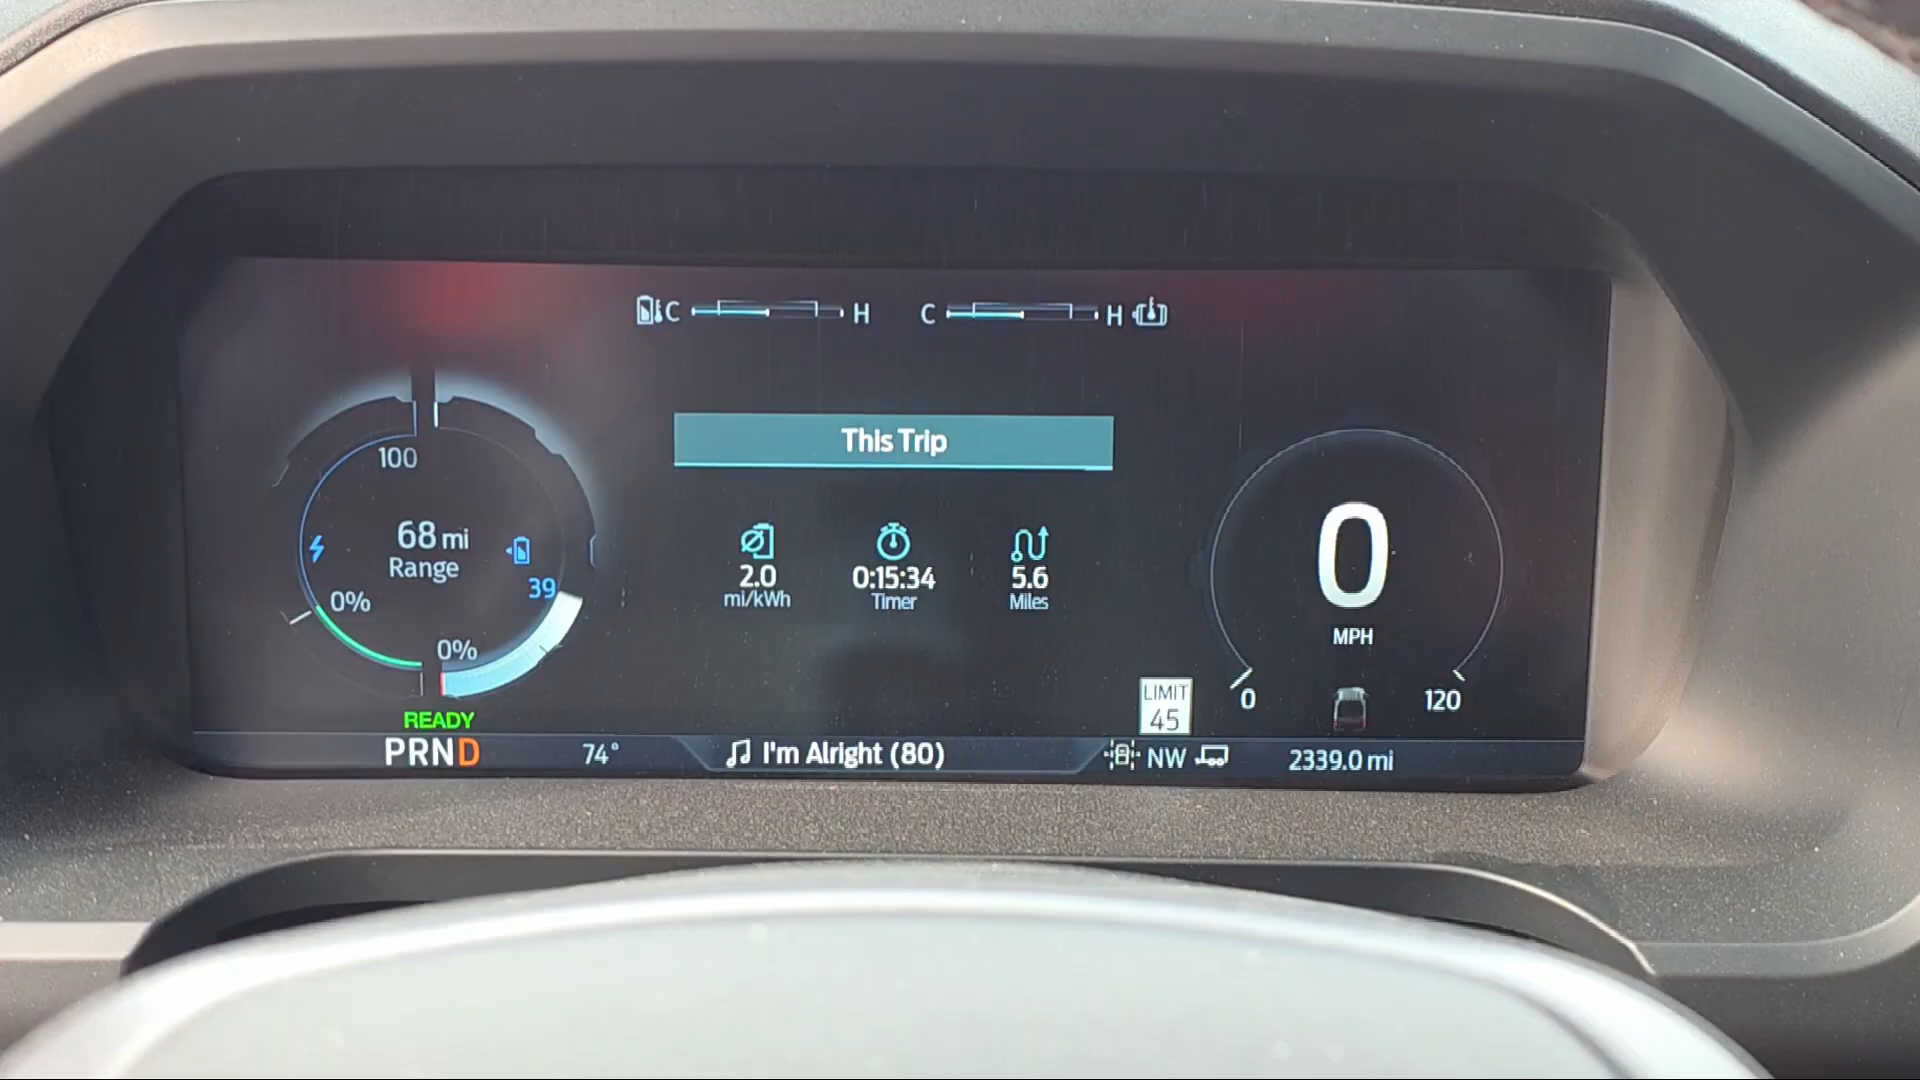 C H C H
This Trip
100
68 mi
Range
39
0%
0%
2.0
mi/kWh
0:15:34
Timer
5.6
Miles
0
MPH
0
120
LIMIT
45
READY
PRND
74°
I'm Alright (80)
NW
2339.0 mi